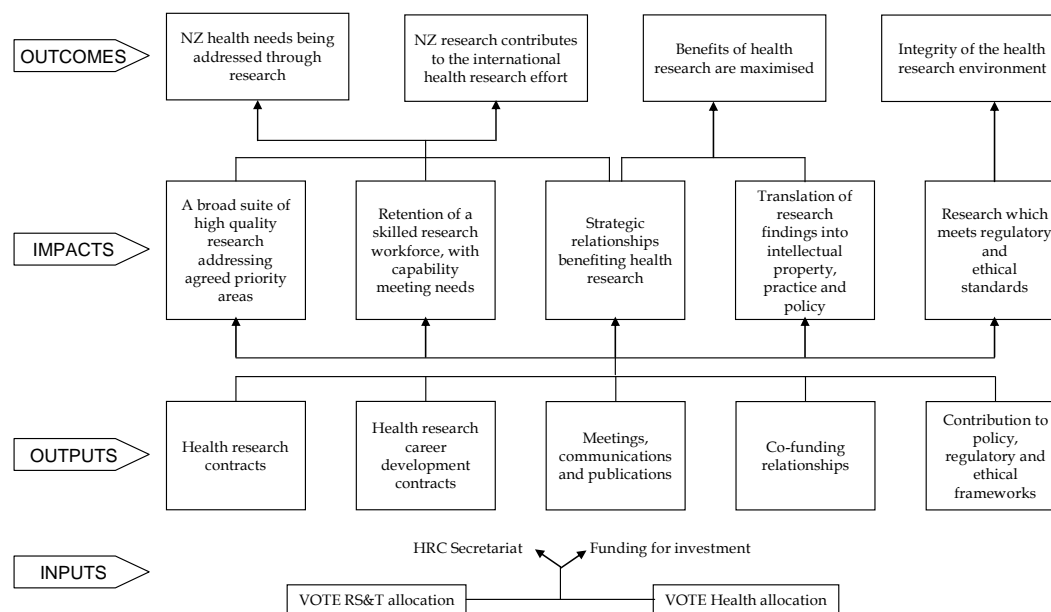 OUTCOMES
NZ health needs being
addressed through
research
NZ research contributes
to the international
health research effort
Benefits of health
research are maximised
Integrity of the health
research environment
IMPACTS
A broad suite of
high quality
research
addressing
agreed priority
areas
Retention of a
skilled research
workforce, with
capability
meeting needs
Strategic
relationships
benefiting health
research
Translation of
research
findings into
intellectual
property,
practice and
policy
Research which
meets regulatory
and
ethical
standards
OUTPUTS
Health research
contracts
Health research
career
development
contracts
Meetings,
communications
and publications
Co-funding
relationships
Contribution to
policy,
regulatory and
ethical
frameworks
INPUTS
HRC Secretariat
Funding for investment
VOTE RS&T allocation
VOTE Health allocation